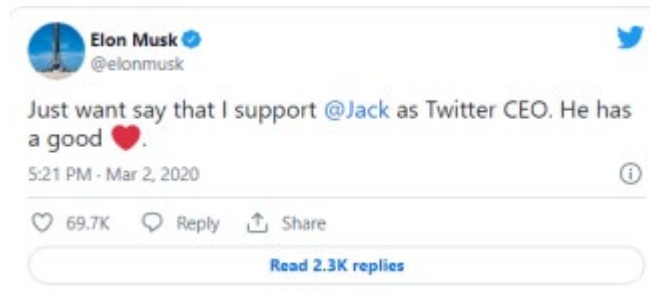 Elon Musk
@elonmusk
Just want say that I support @Jack as Twitter CEO. He has
a good ❤️.
5:21 PM · Mar 2, 2020
69.7K Reply Share
Read 2.3K replies